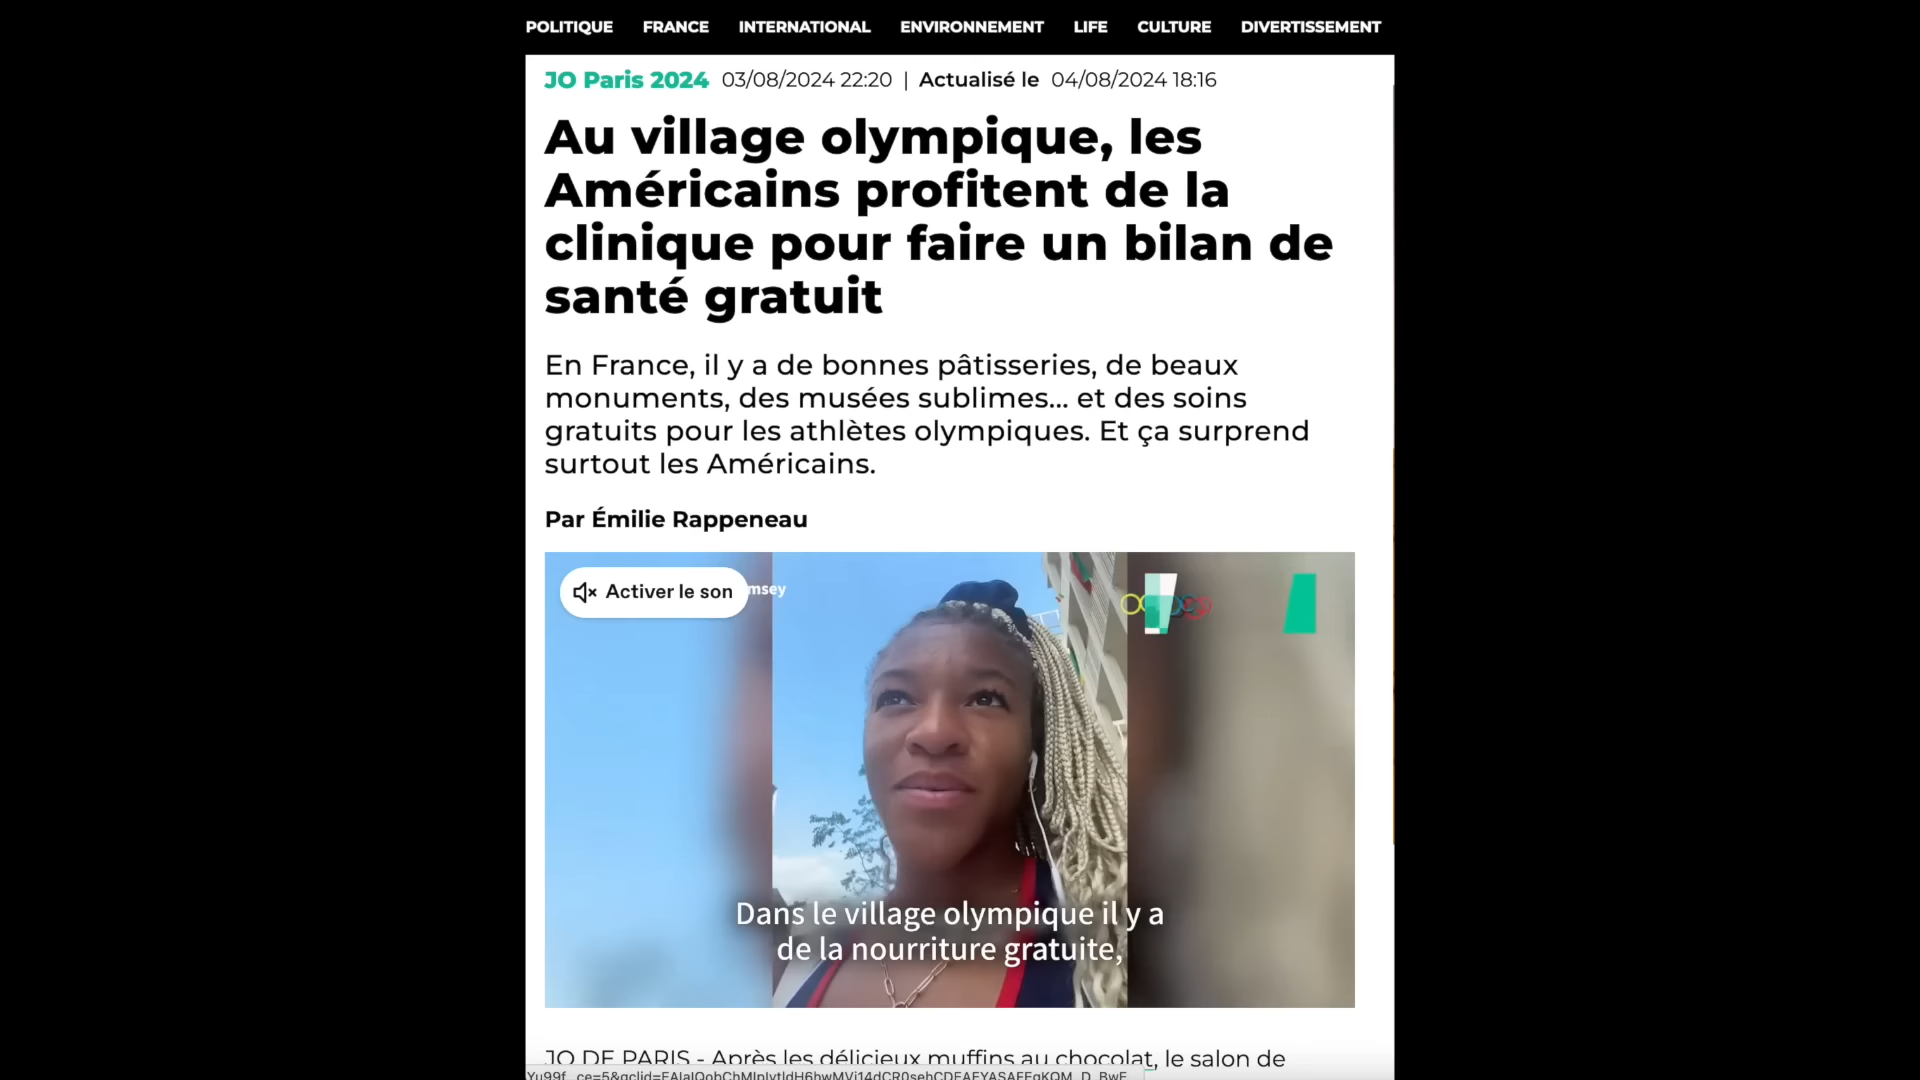 POLITIQUE FRANCE INTERNATIONAL ENVIRONNEMENT LIFE CULTURE DIVERTISSEMENT
JO Paris 2024 03/08/2024 22:20 | Actualisé le 04/08/2024 18:16
Au village olympique, les
Américains profitent de la
clinique pour faire un bilan de
santé gratuit
En France, il y a de bonnes pâtisseries, de beaux
monuments, des musées sublimes... et des soins
gratuits pour les athlètes olympiques. Et ça surprend
surtout les Américains.
Par Émilie Rappeneau
Activer le son
msey
Dans le village olympique il y a
de la nourriture gratuite,
JO DE PARIS - Après les délicieux muffins au chocolat, le salon de